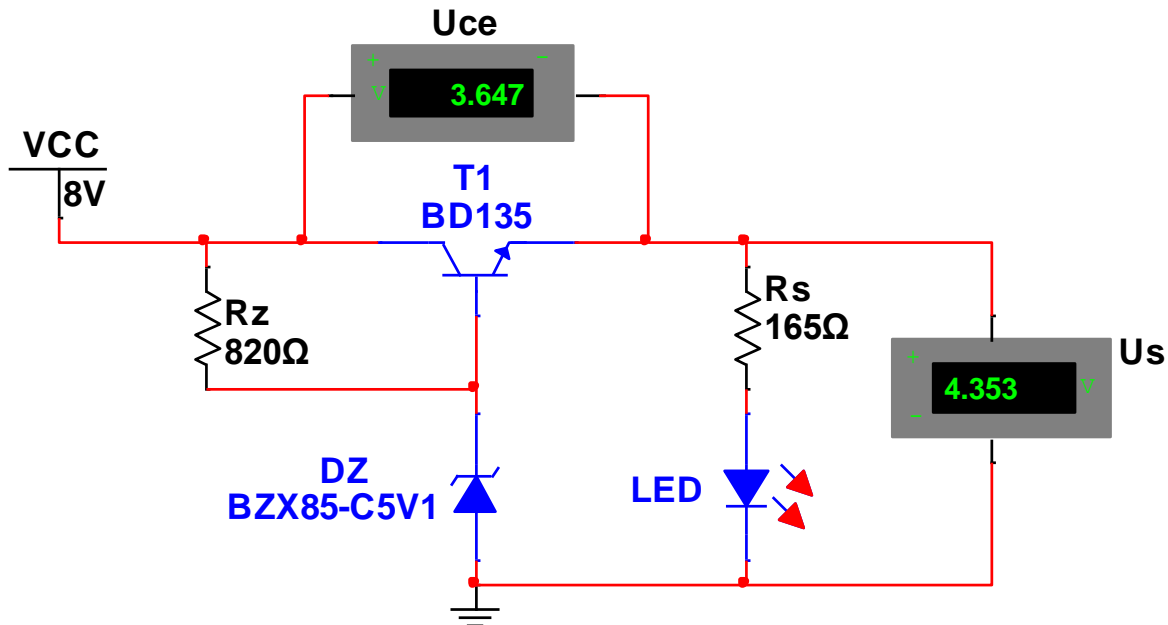 Uce
+ -
V 3.647
VCC
8V
T1
BD135
Rz
820Ω
Rs
165Ω
Us
+
4.353 V
-
DZ
BZX85-C5V1
LED